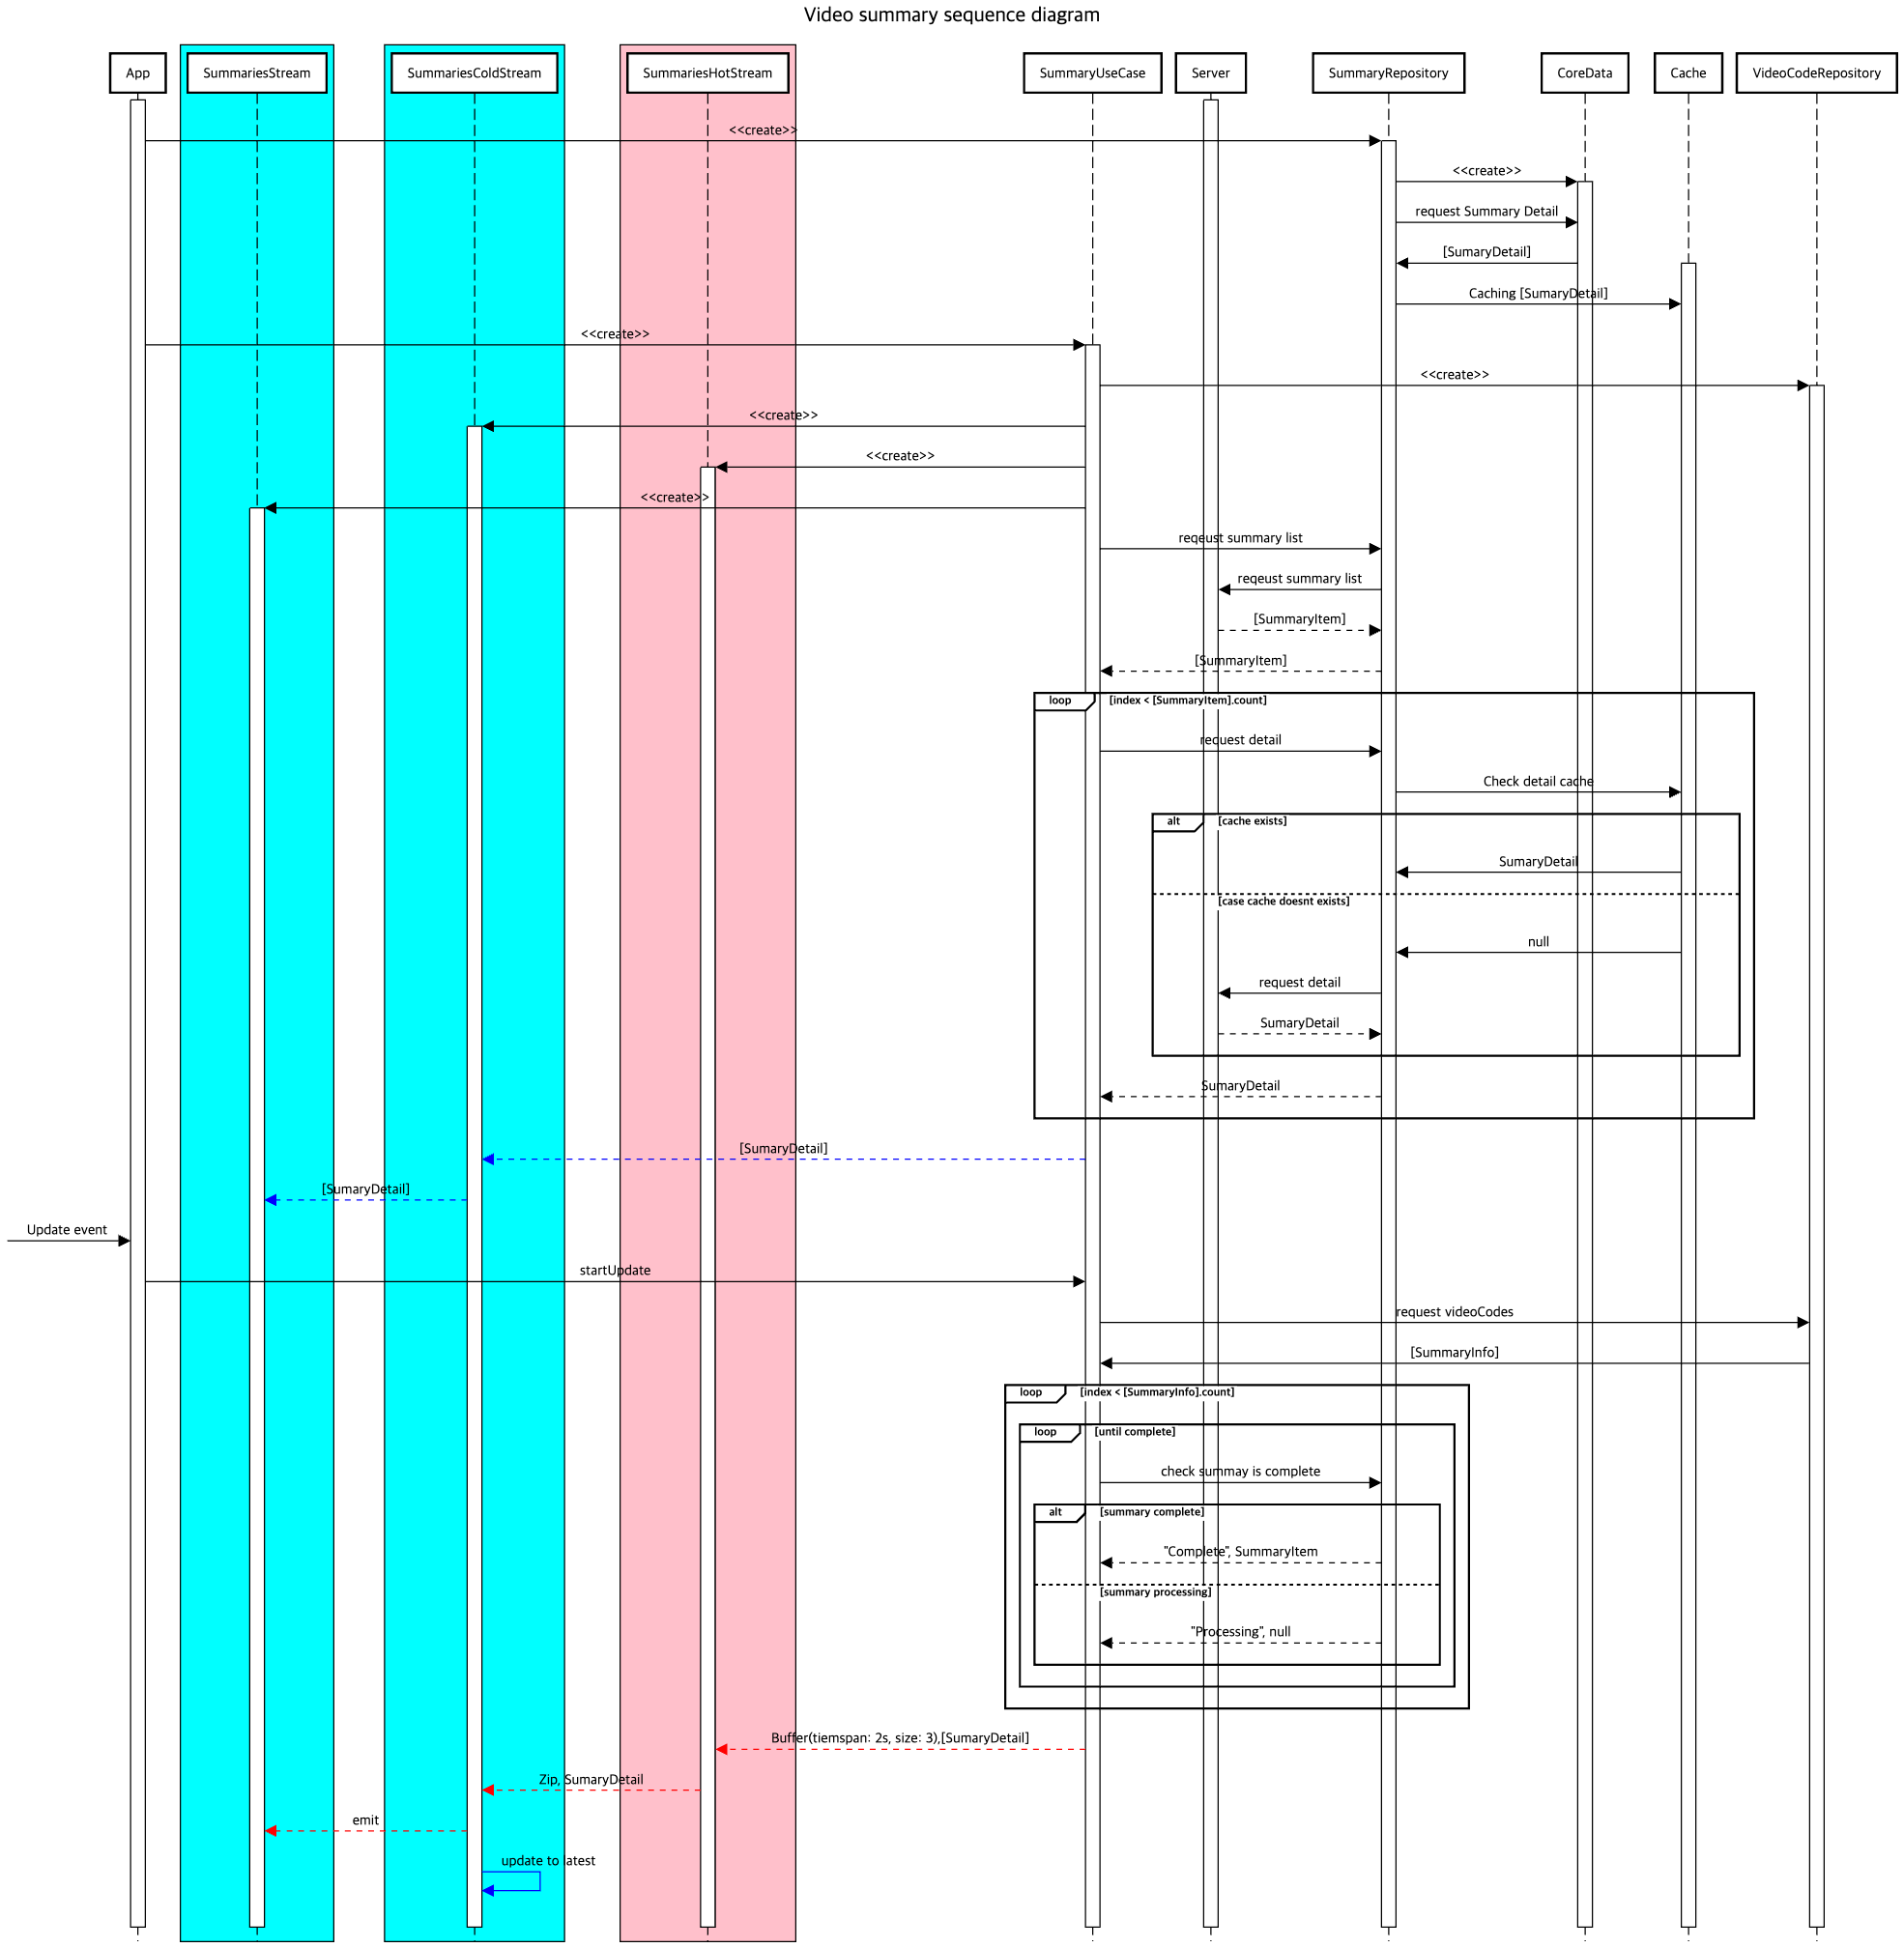 Video summary sequence diagram
App
SummariesStream
SummariesColdStream
SummariesHotStream
SummaryUseCase
Server
SummaryRepository
CoreData
Cache
VideoCodeRepository
<<create>>
<<create>>
request Summary Detail
[SumaryDetail]
Caching [SumaryDetail]
<<create>>
<<create>>
<<create>>
<<create>>
<<create>>
reqeust summary list
reqeust summary list
[SummaryItem]
[SummaryItem]
loop [index < [SummaryItem].count]
request detail
Check detail cache
alt [cache exists]
SumaryDetail
[case cache doesnt exists]
null
request detail
SumaryDetail
SumaryDetail
[SumaryDetail]
[SumaryDetail]
Update event
startUpdate
request videoCodes
[SummaryInfo]
loop [index < [SummaryInfo].count]
loop [until complete]
check summay is complete
alt [summary complete]
"Complete", SummaryItem
[summary processing]
"Processing", null
Buffer(tiemspan: 2s, size: 3),[SumaryDetail]
Zip, SumaryDetail
emit
update to latest